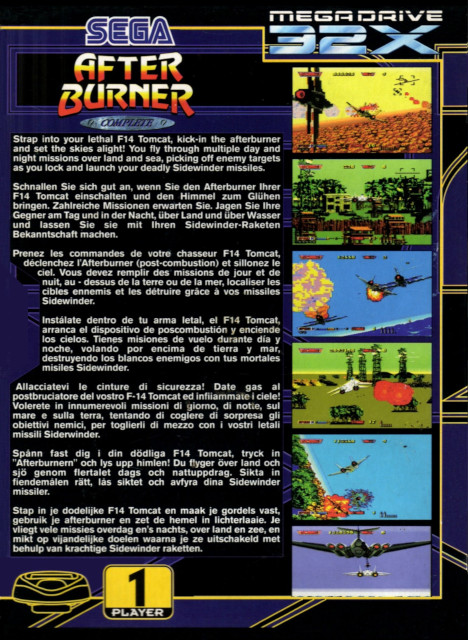 SEGA
MEGADRIVE
32X
AFTER
BURNER
COMPLETE
Strap into your lethal F14 Tomcat, kick-in the afterburner
and set the skies alight! You fly through multiple day and
night missions over land and sea, picking off enemy targets
as you lock and launch your deadly Sidewinder missiles.
Schnallen Sie sich gut an, wenn Sie den Afterburner Ihrer
F14 Tomcat einschalten und den Himmel zum Glühen
bringen. Zahlreiche Missionen erwarten Sie. Jagen Sie Ihre
Gegner am Tag und in der Nacht, über Land und über Wasser
und lassen Sie sie mit Ihren Sidewinder-Raketen
Bekanntschaft machen.
Prenez les commandes de votre chasseur F14 Tomcat,
déclenchez l'Afterburner (post-combustion) et sillonez le
ciel. Vous devez remplir des missions de jour et de
nuit, au - dessus de la terre ou de la mer, localiser les
cibles ennemis et les détruire grâce à vos missiles
Sidewinder.
Instálate dentro de tu arma letal, el F14 Tomcat,
arranca el dispositivo de poscombustión y enciende
los cielos. Tienes misiones de vuelo durante día y
noche, volando por encima de tierra y mar,
destruyendo los blancos enemigos con tus mortales
misiles Sidewinder.
Allacciatevi le cinture di sicurezza! Date gas al
postbruciatore del vostro F-14 Tomcat ed infiammate i ciele!
Volerete in innumerevoli missioni di giorno, di notte, sul
mare e sulla terra, tentando di cogliere di sorpresa gli
obiettivi nemici, per toglierli di mezzo con i vostri letali
missili Siderwinder.
Spänn fast dig i din dödliga F14 Tomcat, tryck in
"Afterburnern" och lys upp himlen! Du flyger över land och
sjö genom flertalet dags och nattuppdrag. Sikta in
fiendemålen rätt, lås siktet och avfyra dina Sidewinder
missiler.
Stap in je dodelijke F14 Tomcat en maak je gordels vast,
gebruik je afterburner en zet de hemel in lichterlaaie. Je
vliegt vele missies overdag en's nachts, over land en zee, en
mikt op vijandelijke doelen waarna je ze uitschakeld met
behulp van krachtige Sidewinder raketten.
1
PLAYER